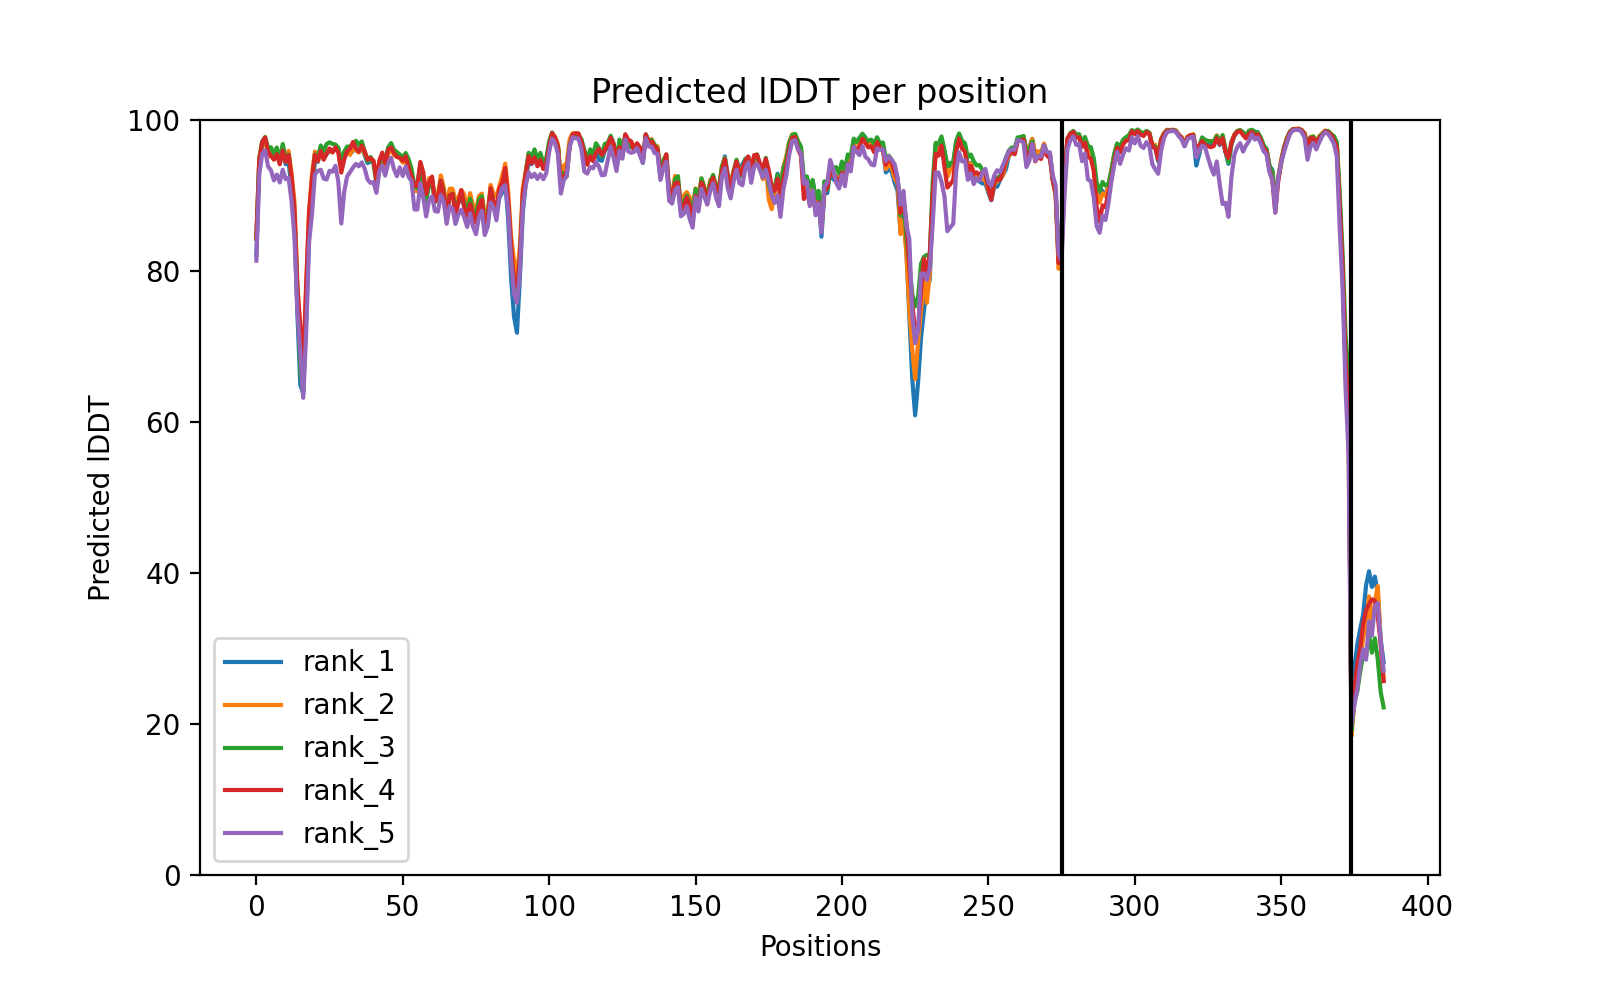 Predicted lDDT per position
100
80
60
40
20
0
Predicted lDDT
rank_1
rank_2
rank_3
rank_4
rank_5
0 50 100 150 200 250 300 350 400
Positions